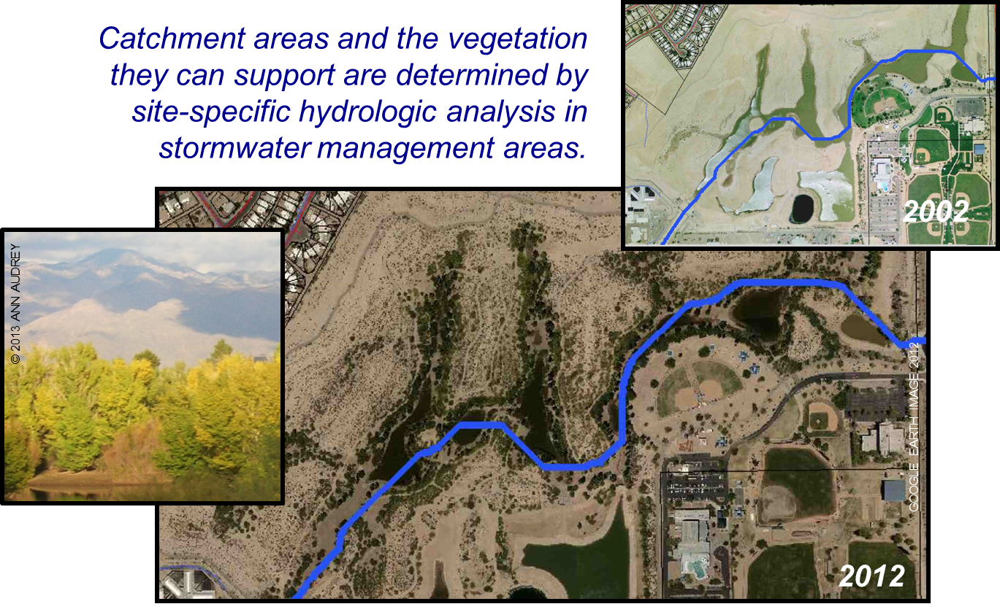 Catchment areas and the vegetation
they can support are determined by
site-specific hydrologic analysis in
stormwater management areas.
2002
© 2013 ANN AUDREY
GOOGLE EARTH IMAGE 2012
2012